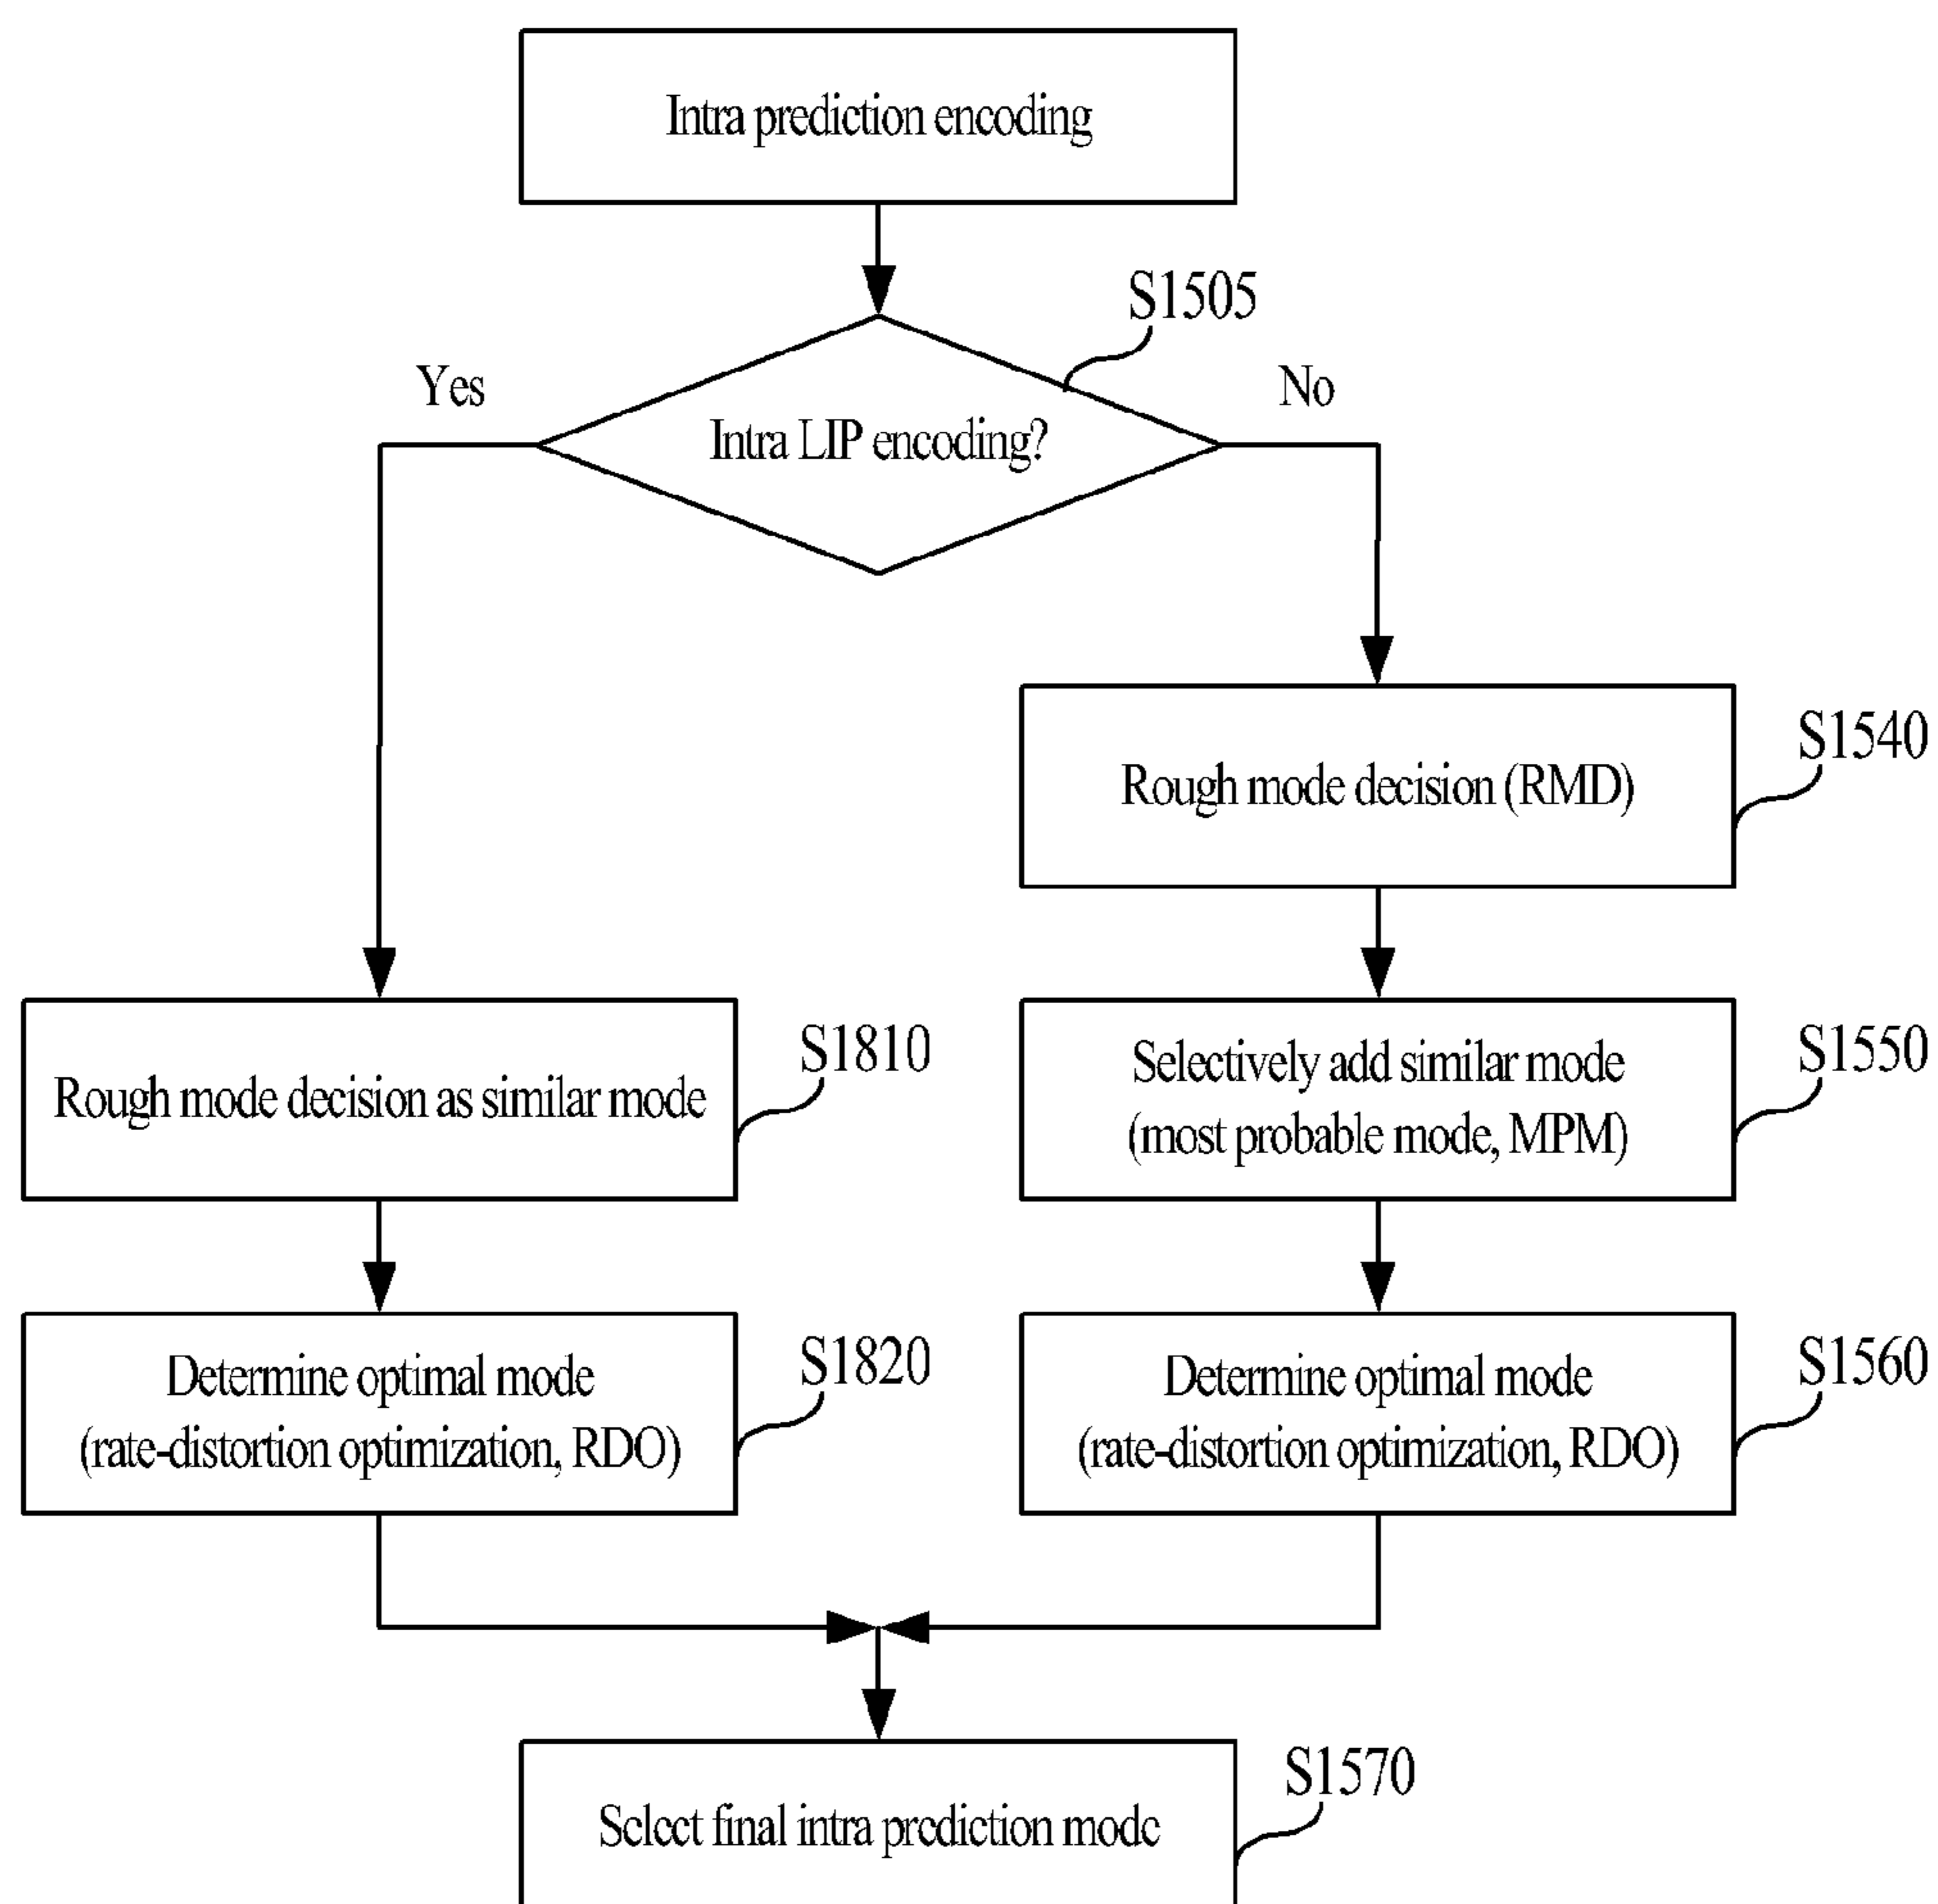 Intra prediction encoding
S1505
Yes
No
Intra LIP encoding?
S1540
Rough mode decision (RMD)
S1810
Rough mode decision as similar mode
S1550
Selectively add similar mode
(most probable mode, MPM)
S1820
Determine optimal mode
(rate-distortion optimization, RDO)
S1560
Determine optimal mode
(rate-distortion optimization, RDO)
S1570
Select final intra prediction mode